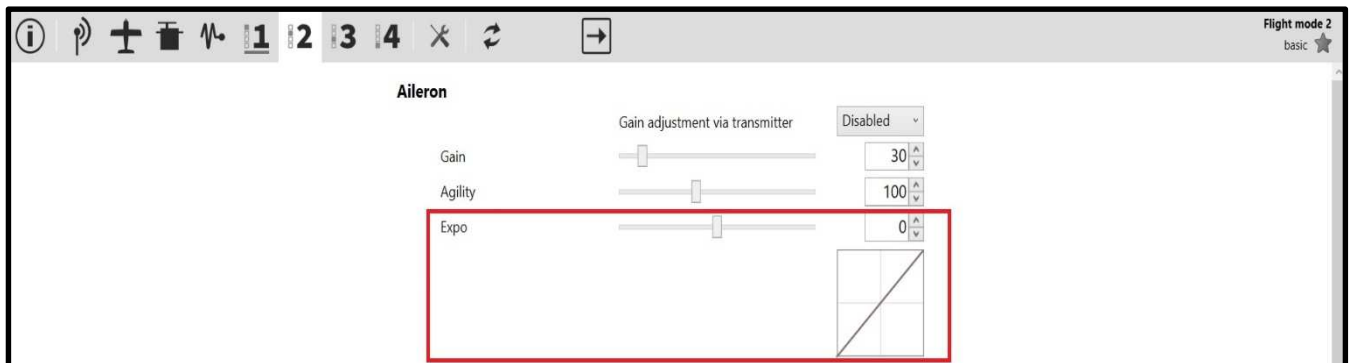 1 2 3 4
Flight mode 2
basic
Aileron
Gain adjustment via transmitter Disabled
Gain 30
Agility 100
Expo 0